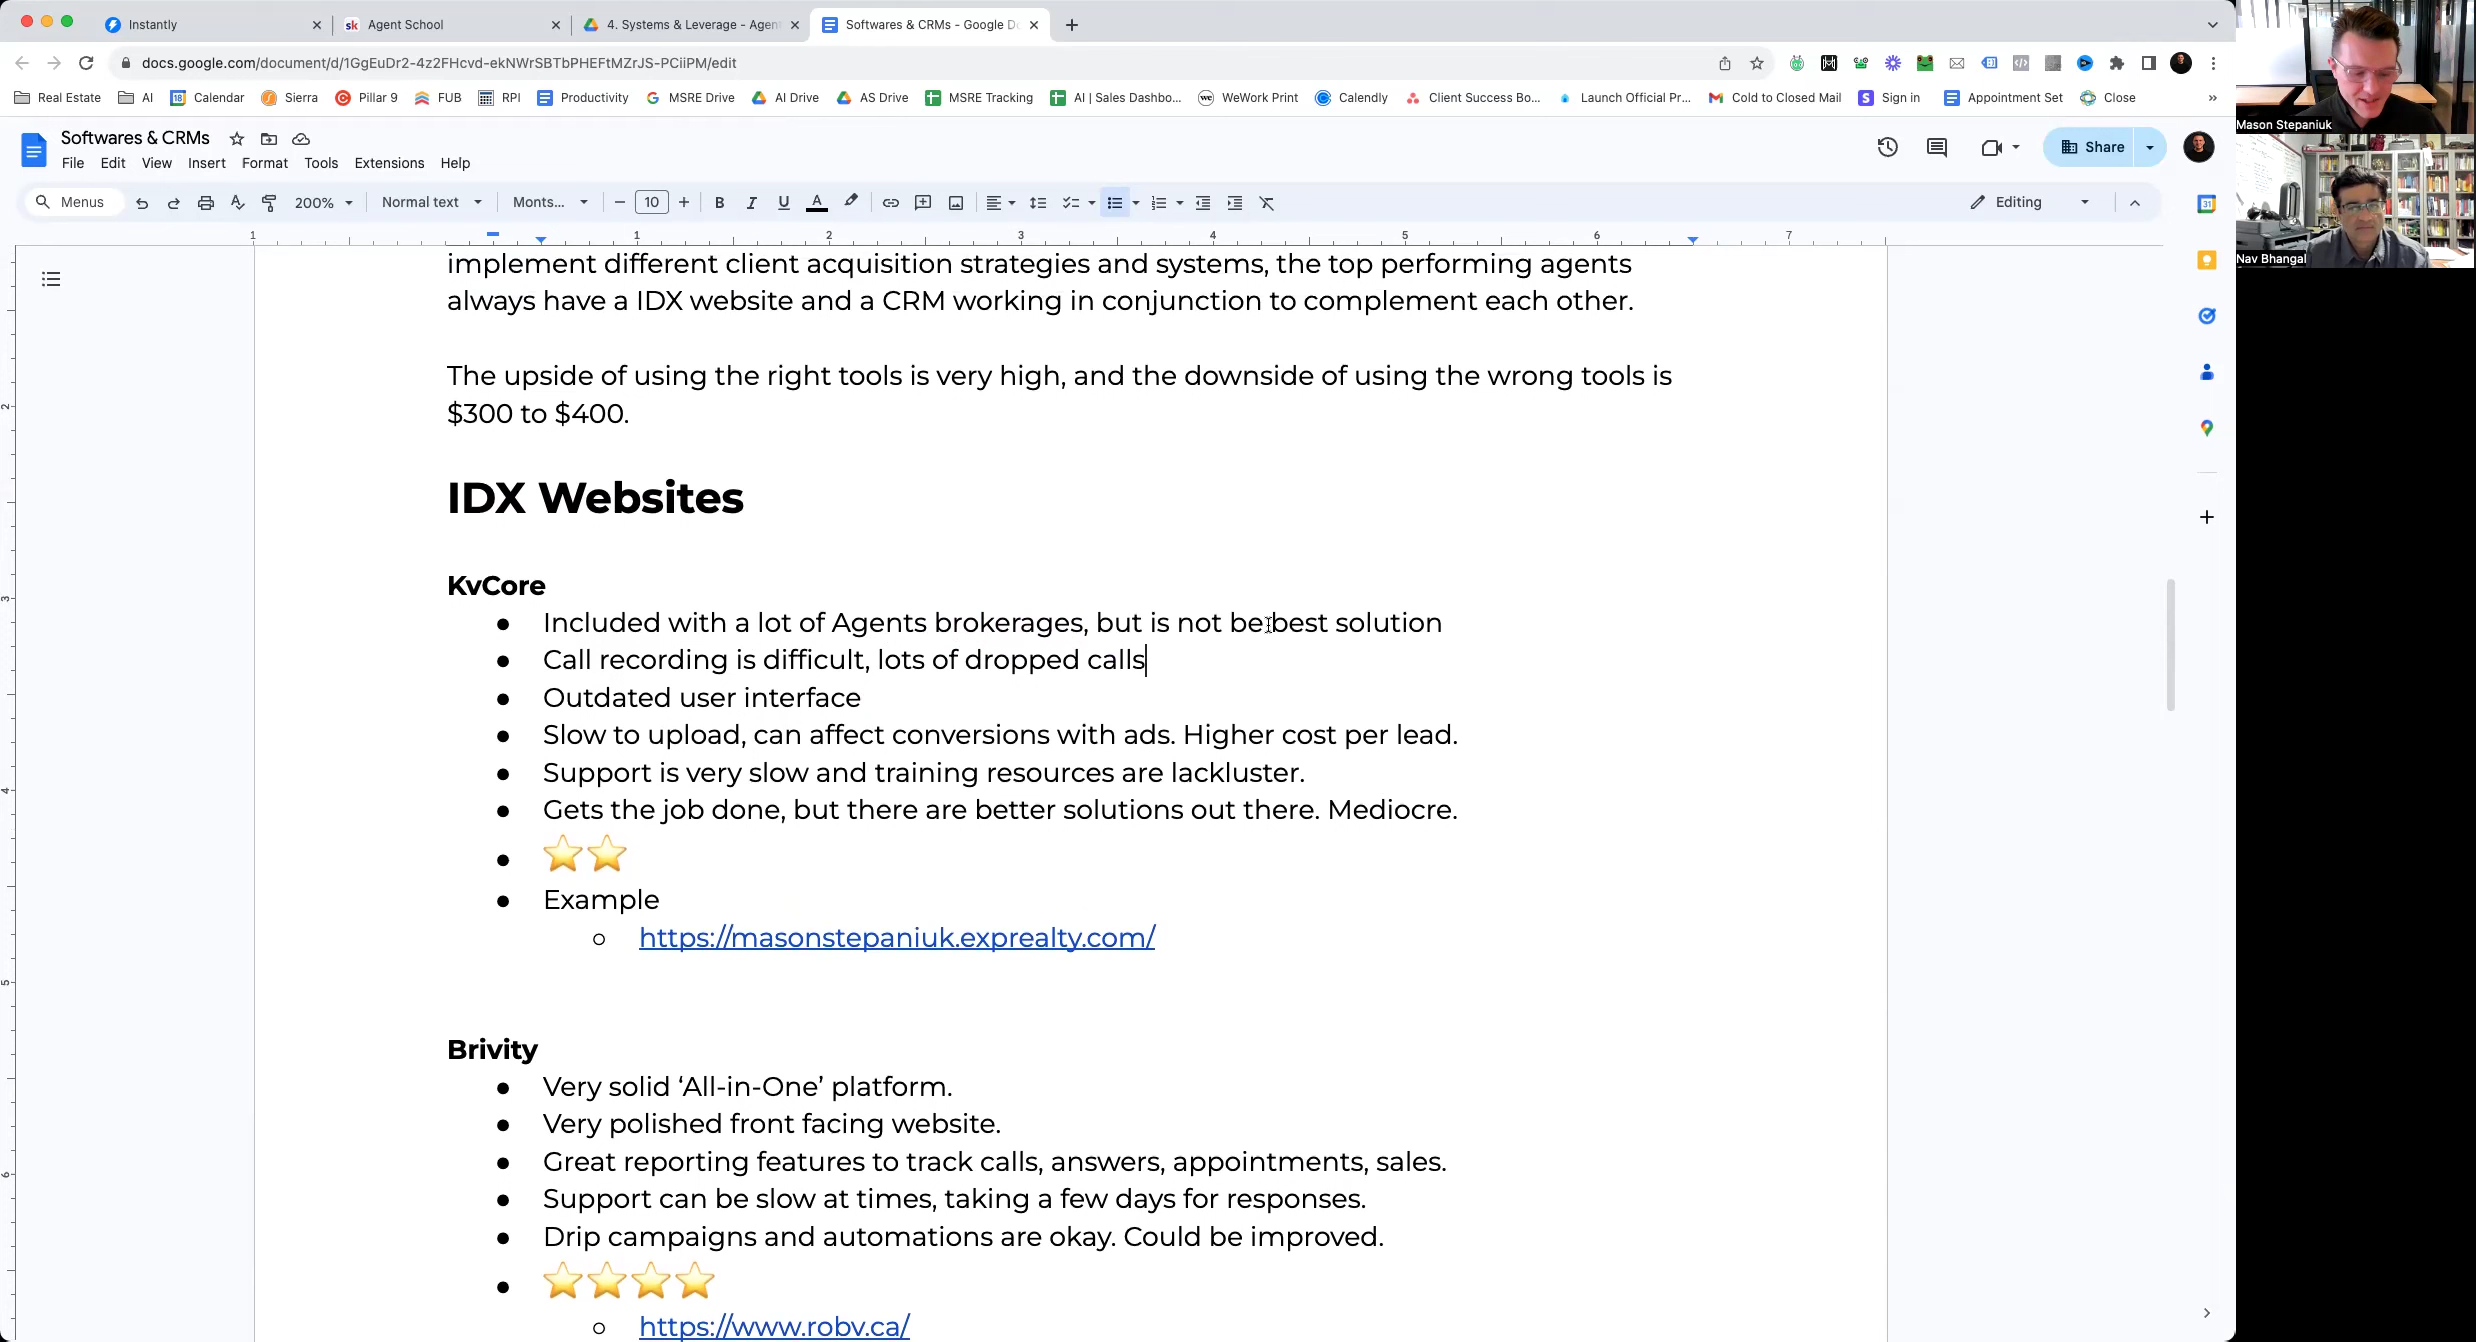 Instantly
Agent School
4. Systems & Leverage - Agen
Softwares & CRMs - Google Do
docs.google.com/document/d/1GgEuDr2-4z2FHcvd-ekNWrSBTbPHEFtMZrJS-PCiiPM/edit
Real Estate AI Calendar Sierra Pillar 9 FUB RPI Productivity MSRE Drive AI Drive AS Drive MSRE Tracking AI | Sales Dashbo... WeWork Print Calendly Client Success Bo... Launch Official Pr... Cold to Closed Mail Sign in Appointment Set Close
Softwares & CRMs
File Edit View Insert Format Tools Extensions Help
Share
Menus 200% Normal text Monts... 10 Editing
1 1 2 3 4 5 6 7
implement different client acquisition strategies and systems, the top performing agents
always have a IDX website and a CRM working in conjunction to complement each other.
The upside of using the right tools is very high, and the downside of using the wrong tools is
$300 to $400.
IDX Websites
KvCore
● Included with a lot of Agents brokerages, but is not be best solution
● Call recording is difficult, lots of dropped calls
● Outdated user interface
● Slow to upload, can affect conversions with ads. Higher cost per lead.
● Support is very slow and training resources are lackluster.
● Gets the job done, but there are better solutions out there. Mediocre.
● ⭐⭐
● Example
○ https://masonstepaniuk.exprealty.com/
Brivity
● Very solid ‘All-in-One’ platform.
● Very polished front facing website.
● Great reporting features to track calls, answers, appointments, sales.
● Support can be slow at times, taking a few days for responses.
● Drip campaigns and automations are okay. Could be improved.
● ⭐⭐⭐⭐
○ https://www.robv.ca/
Mason Stepaniuk
Nav Bhangal